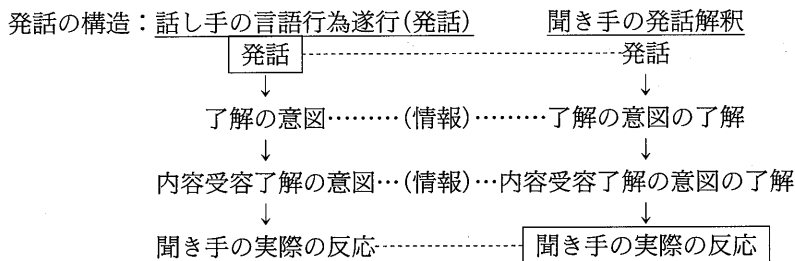 発話の構造：話し手の言語行為遂行(発話)　聞き手の発話解釈
発話　発話
↓　↓
了解の意図………(情報)………了解の意図の了解
↓　↓
内容受容了解の意図…(情報)…内容受容了解の意図の了解
↓　↓
聞き手の実際の反応　聞き手の実際の反応